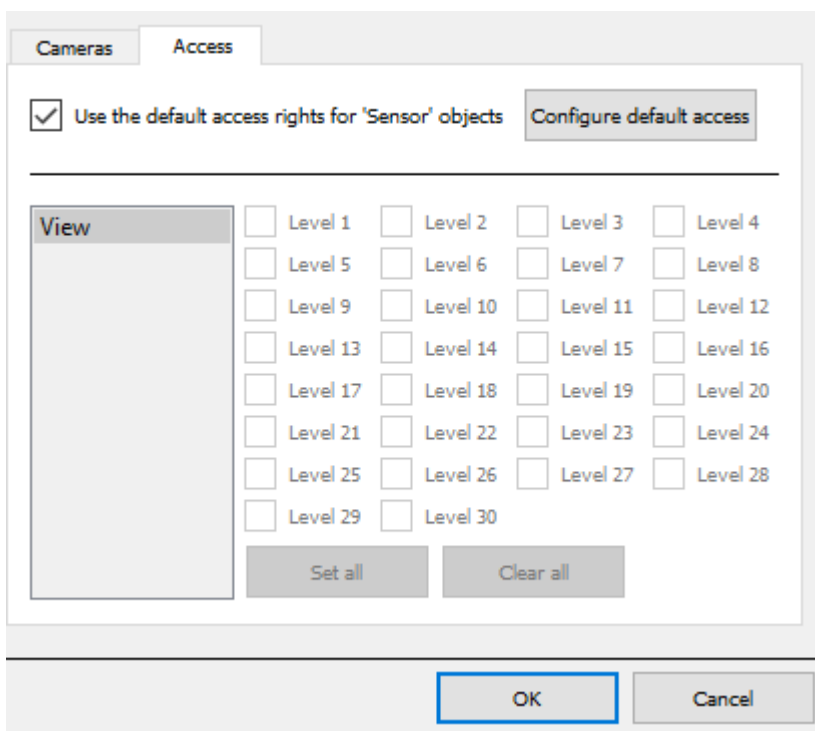 Cameras Access
Use the default access rights for 'Sensor' objects Configure default access
View Level 1 Level 2 Level 3 Level 4
Level 5 Level 6 Level 7 Level 8
Level 9 Level 10 Level 11 Level 12
Level 13 Level 14 Level 15 Level 16
Level 17 Level 18 Level 19 Level 20
Level 21 Level 22 Level 23 Level 24
Level 25 Level 26 Level 27 Level 28
Level 29 Level 30
Set all Clear all
OK Cancel